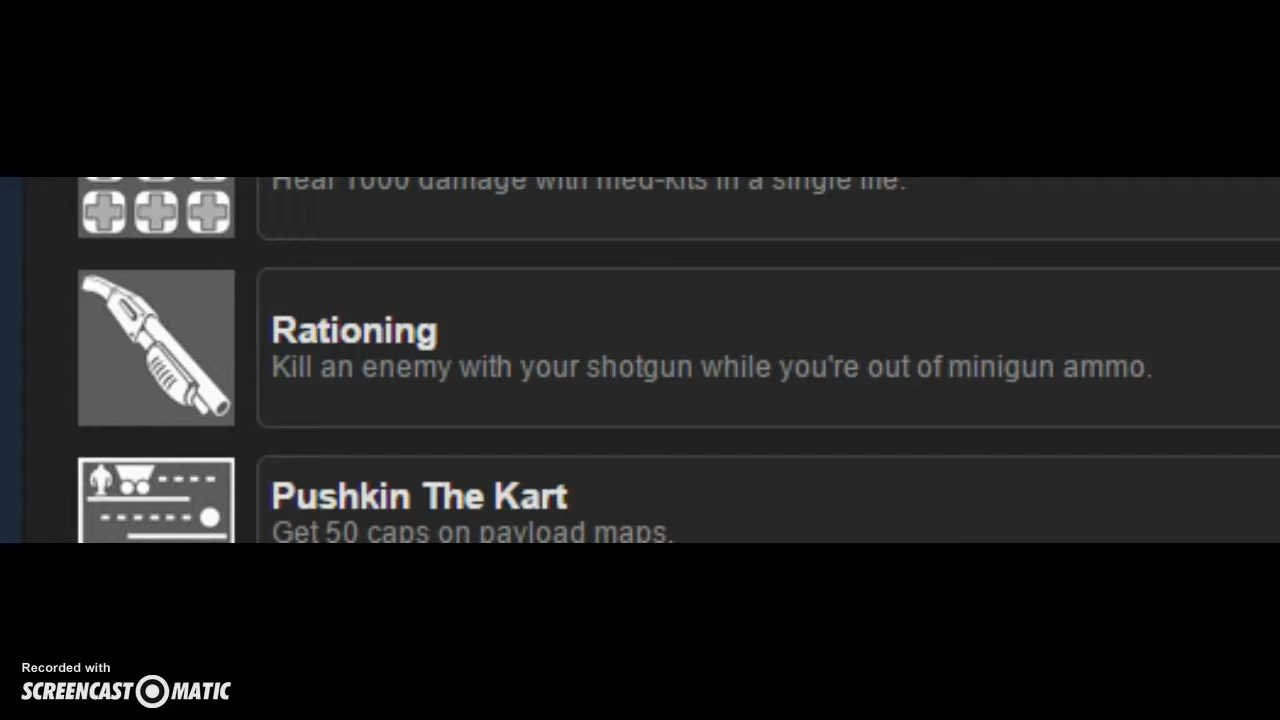 Heal 1000 damage with med-kits in a single life.
Rationing
Kill an enemy with your shotgun while you're out of minigun ammo.
Pushkin The Kart
Get 50 caps on payload maps.
Recorded with
SCREENCAST MATIC